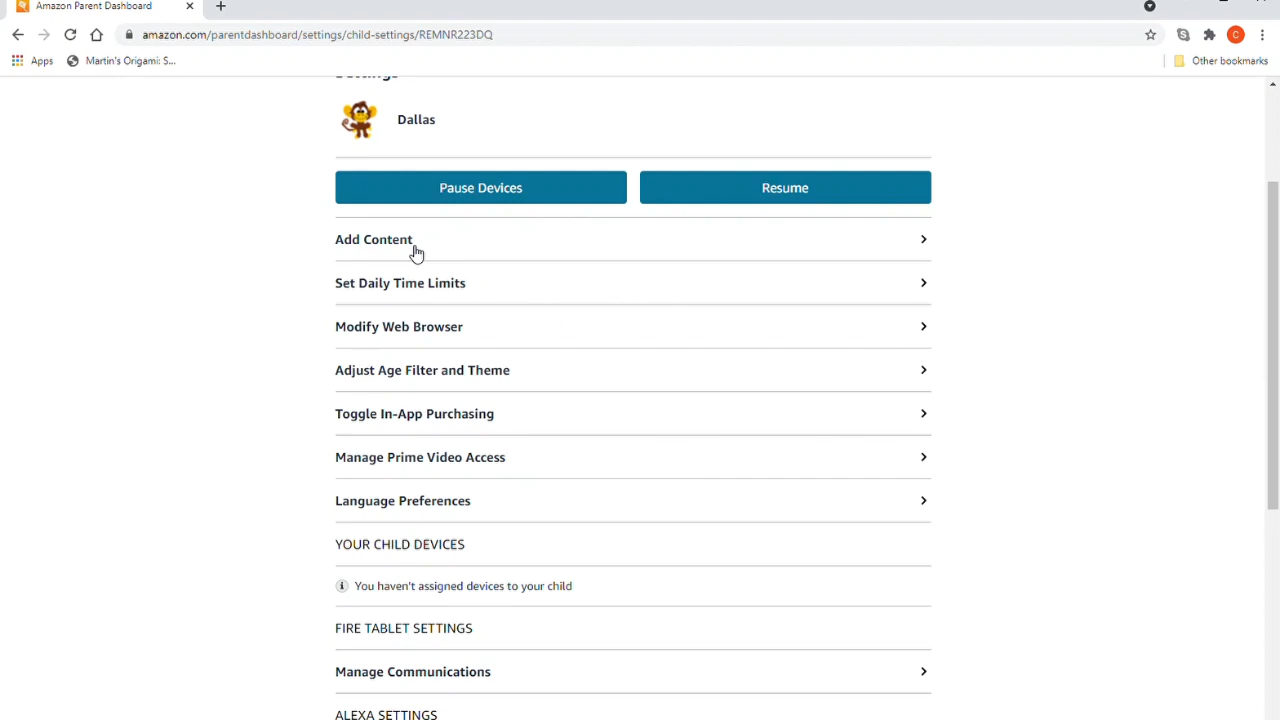 Amazon Parent Dashboard
amazon.com/parentdashboard/settings/child-settings/REMNR223DQ
C
Apps
Martin's Origami: S...
Other bookmarks
Settings
Dallas
Pause Devices
Resume
Add Content
Set Daily Time Limits
Modify Web Browser
Adjust Age Filter and Theme
Toggle In-App Purchasing
Manage Prime Video Access
Language Preferences
YOUR CHILD DEVICES
You haven't assigned devices to your child
FIRE TABLET SETTINGS
Manage Communications
ALEXA SETTINGS